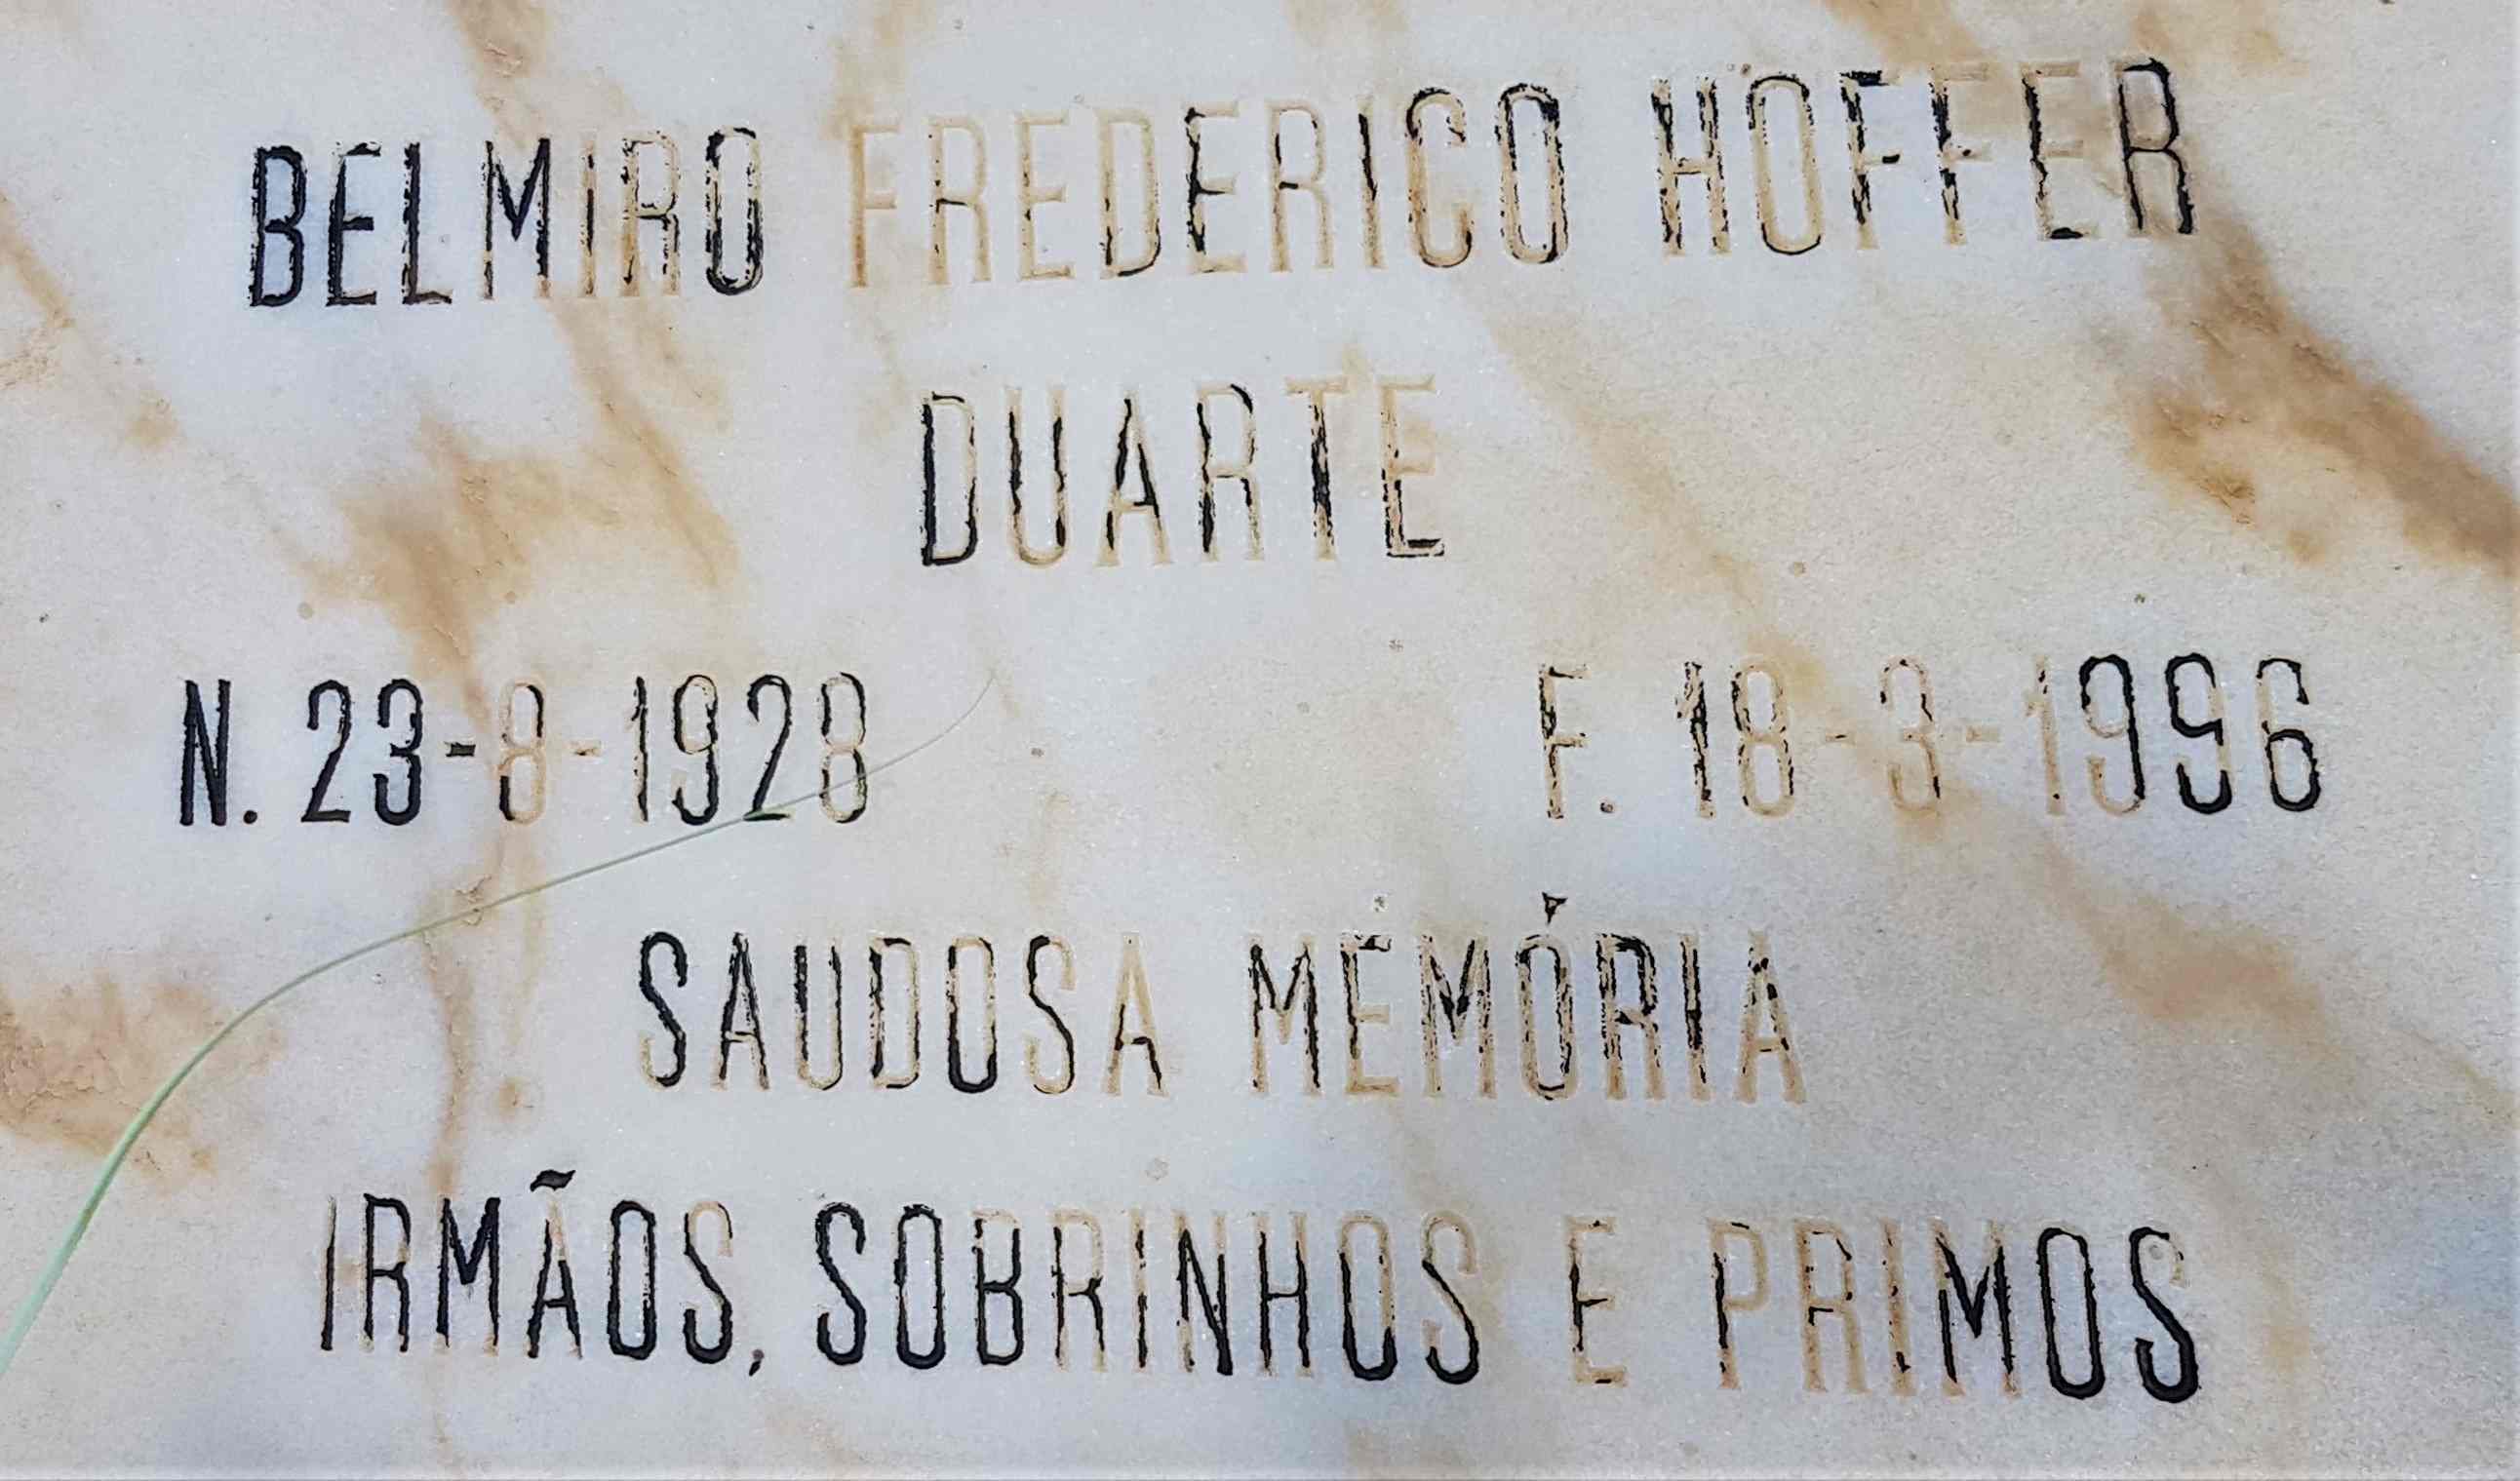 BELMIRO FREDERICO HOFFER
DUARTE
N. 23-8-1928 F. 18-3-1996
SAUDOSA MEMÓRIA
IRMÃOS, SOBRINHOS E PRIMOS